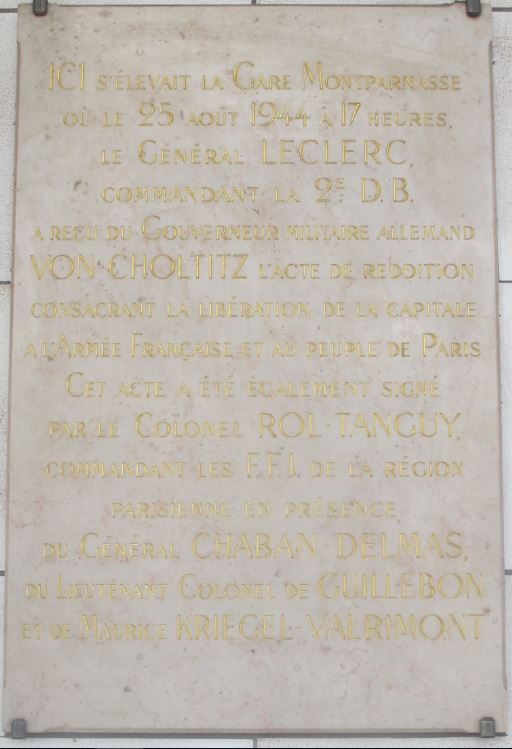 ICI S'ÉLEVAIT LA GARE MONTPARNASSE
OÙ LE 25 AOÛT 1944 À 17 HEURES,
LE GÉNÉRAL LECLERC,
COMMANDANT LA 2E D.B.
A REÇU DU GOUVERNEUR MILITAIRE ALLEMAND
VON CHOLTITZ L'ACTE DE REDDITION
CONSACRANT LA LIBÉRATION DE LA CAPITALE
À L'ARMÉE FRANÇAISE ET AU PEUPLE DE PARIS
CET ACTE A ÉTÉ ÉGALEMENT SIGNÉ
PAR LE COLONEL ROL-TANGUY,
COMMANDANT LES F.F.I. DE LA RÉGION
PARISIENNE EN PRÉSENCE
DU GÉNÉRAL CHABAN-DELMAS,
DU LIEUTENANT COLONEL DE GUILLEBON
ET DE MAURICE KRIEGEL-VALRIMONT